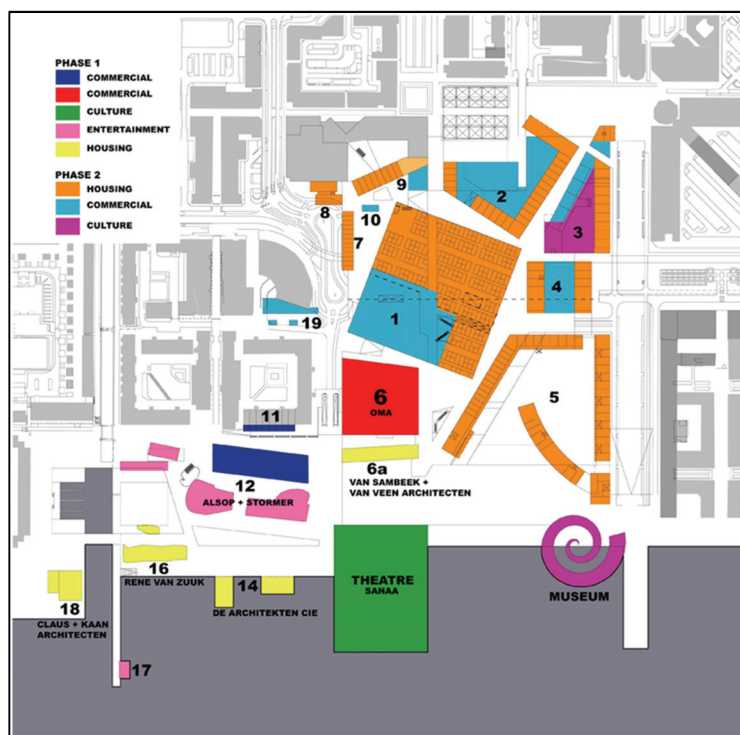 PHASE 1
COMMERCIAL
COMMERCIAL
CULTURE
ENTERTAINMENT
HOUSING
PHASE 2
HOUSING
COMMERCIAL
CULTURE
9
2
8
10
7
3
4
1
19
5
6
OMA
11
6a
VAN SAMBEEK +
VAN VEEN ARCHITECTEN
12
ALSOP + STORMER
16
RENE VAN ZUUK
THEATRE
SANAA
14
DE ARCHITEKTEN CIE
MUSEUM
18
CLAUS + KAAN
ARCHITECTEN
17